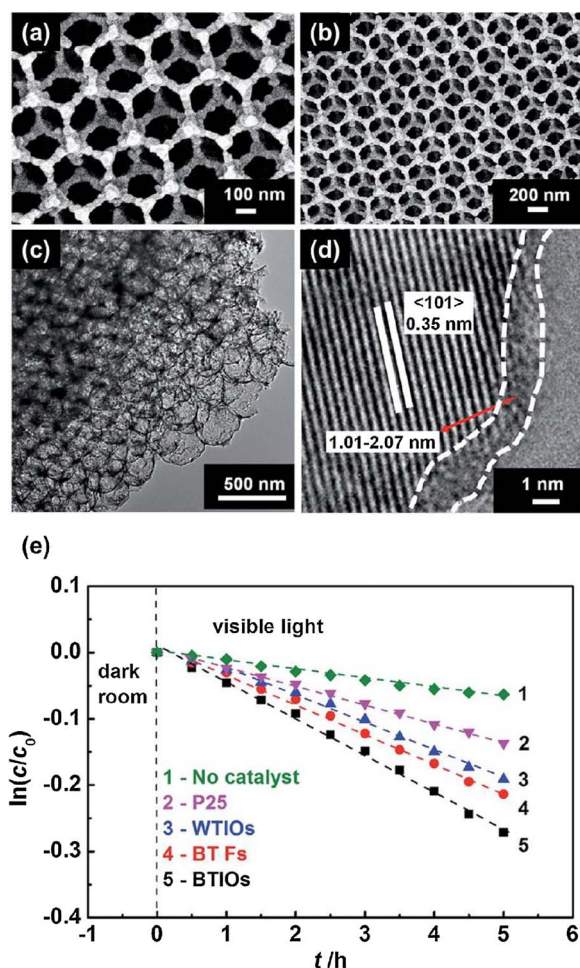 (a)
100 nm
(b)
200 nm
(c)
500 nm
(d)
<101>
0.35 nm
1.01-2.07 nm
1 nm
(e)
0.1
0.0
-0.1
-0.2
-0.3
-0.4
ln(c/c0)
dark
room
visible light
1
2
3
4
5
1 - No catalyst
2 - P25
3 - WTIOs
4 - BT Fs
5 - BTIOs
-1 0 1 2 3 4 5 6
t /h